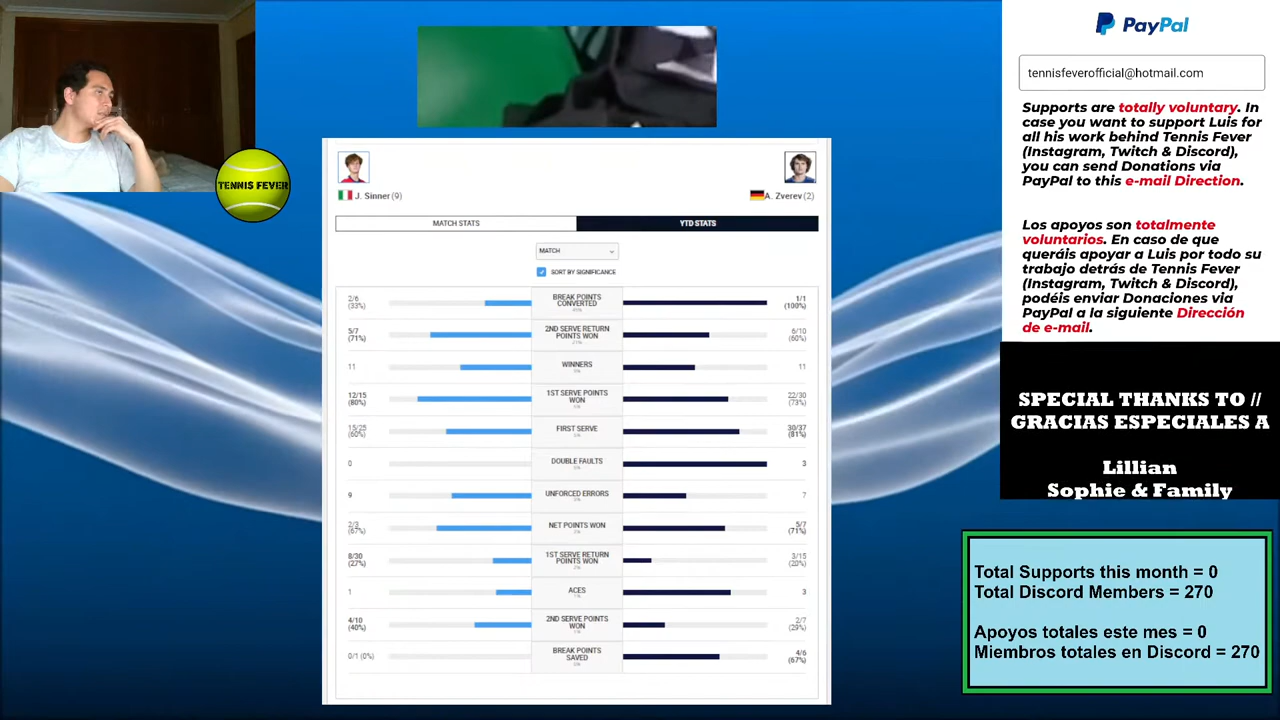 TENNIS FEVER
J. Sinner (9)
A. Zverev (2)
MATCH STATS
YTD STATS
MATCH
SORT BY SIGNIFICANCE
2/6
(33%)
BREAK POINTS
CONVERTED
1/1
(100%)
5/7
(71%)
2ND SERVE RETURN
POINTS WON
6/10
(60%)
11
WINNERS
11
12/15
(80%)
1ST SERVE POINTS
WON
22/30
(73%)
15/25
(60%)
FIRST SERVE
30/37
(81%)
0
DOUBLE FAULTS
3
9
UNFORCED ERRORS
7
2/3
(67%)
NET POINTS WON
5/7
(71%)
8/30
(27%)
1ST SERVE RETURN
POINTS WON
3/15
(20%)
1
ACES
3
4/10
(40%)
2ND SERVE POINTS
WON
2/7
(29%)
0/1 (0%)
BREAK POINTS
SAVED
4/6
(67%)
PayPal
tennisfeverofficial@hotmail.com
Supports are totally voluntary. In
case you want to support Luis for
all his work behind Tennis Fever
(Instagram, Twitch & Discord),
you can send Donations via
PayPal to this e-mail Direction.
Los apoyos son totalmente
voluntarios. En caso de que
queráis apoyar a Luis por todo su
trabajo detrás de Tennis Fever
(Instagram, Twitch & Discord),
podéis enviar Donaciones via
PayPal a la siguiente Dirección
de e-mail.
SPECIAL THANKS TO //
GRACIAS ESPECIALES A
Lillian
Sophie & Family
Total Supports this month = 0
Total Discord Members = 270
Apoyos totales este mes = 0
Miembros totales en Discord = 270